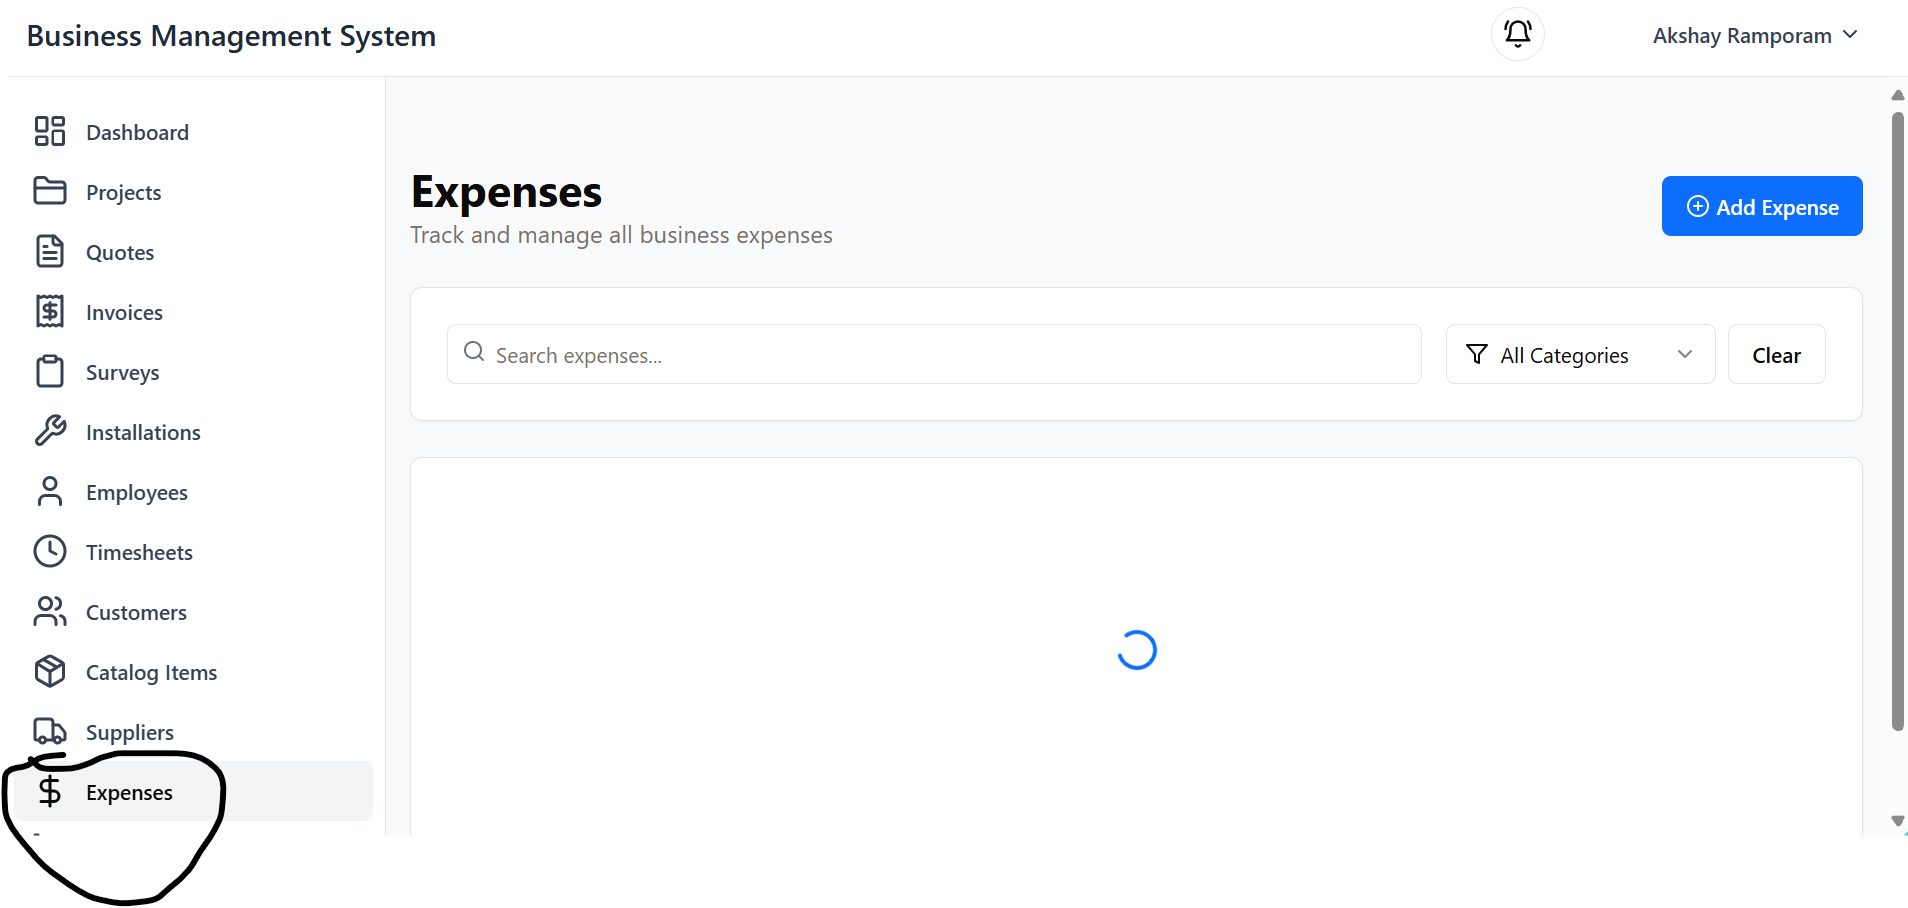 Business Management System
Akshay Ramporam
Dashboard
Projects
Quotes
Invoices
Surveys
Installations
Employees
Timesheets
Customers
Catalog Items
Suppliers
Expenses
Expenses
Track and manage all business expenses
Add Expense
Search expenses...
All Categories
Clear